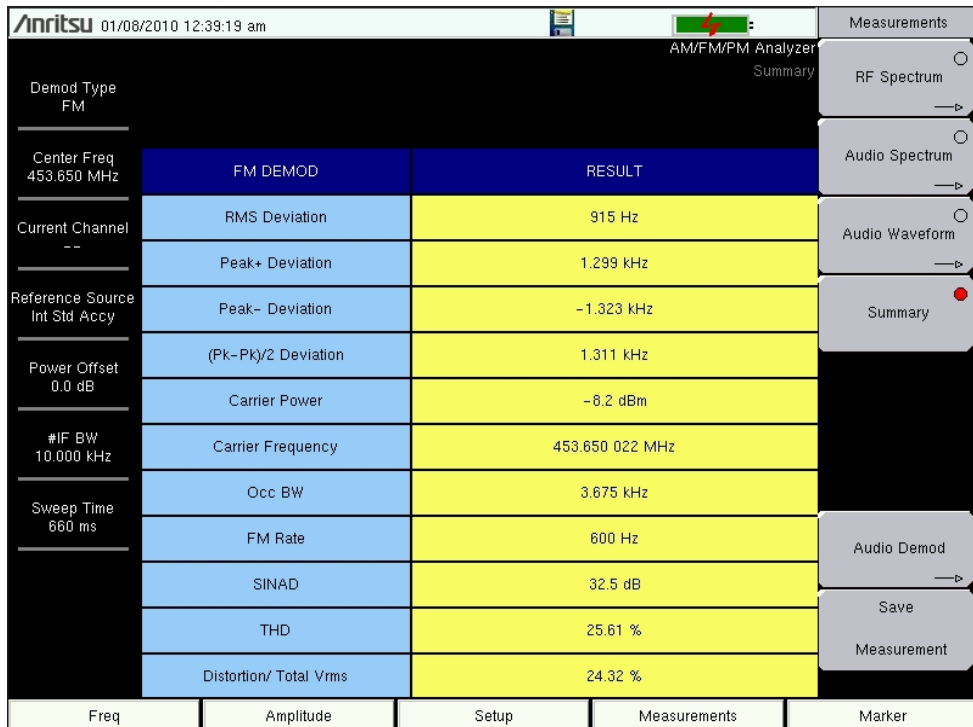 Anritsu 01/08/2010 12:39:19 am
AM/FM/PM Analyzer
Summary
Demod Type
FM
Center Freq
453.650 MHz
Current Channel
--
Reference Source
Int Std Accy
Power Offset
0.0 dB
#IF BW
10.000 kHz
Sweep Time
660 ms
FM DEMOD RESULT
RMS Deviation 915 Hz
Peak+ Deviation 1.299 kHz
Peak- Deviation -1.323 kHz
(Pk-Pk)/2 Deviation 1.311 kHz
Carrier Power -8.2 dBm
Carrier Frequency 453.650 022 MHz
Occ BW 3.675 kHz
FM Rate 600 Hz
SINAD 32.5 dB
THD 25.61 %
Distortion/ Total Vrms 24.32 %
Measurements
RF Spectrum
Audio Spectrum
Audio Waveform
Summary
Audio Demod
Save
Measurement
Freq Amplitude Setup Measurements Marker